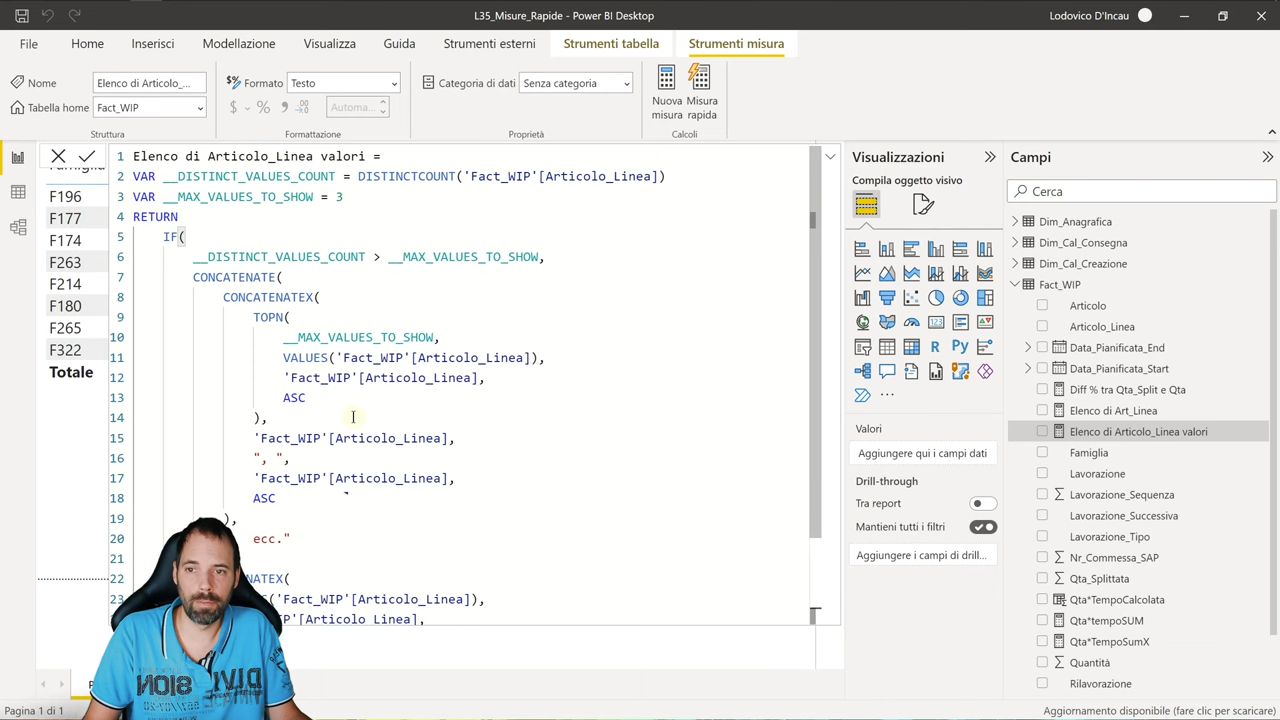 L35_Misure_Rapide - Power BI Desktop
Lodovico D'Incau
File
Home
Inserisci
Modellazione
Visualizza
Guida
Strumenti esterni
Strumenti tabella
Strumenti misura
Nome
Elenco di Articolo_...
Formato
Testo
Categoria di dati
Senza categoria
Tabella home
Fact_WIP
$
%
Automa...
Nuova misura
Misura rapida
Struttura
Formattazione
Proprietà
Calcoli
F196
F177
F174
F263
F214
F180
F265
F322
Totale
1 Elenco di Articolo_Linea valori =
2 VAR __DISTINCT_VALUES_COUNT = DISTINCTCOUNT('Fact_WIP'[Articolo_Linea])
3 VAR __MAX_VALUES_TO_SHOW = 3
4 RETURN
5 IF(
6 __DISTINCT_VALUES_COUNT > __MAX_VALUES_TO_SHOW,
7 CONCATENATE(
8 CONCATENATEX(
9 TOPN(
10 __MAX_VALUES_TO_SHOW,
11 VALUES('Fact_WIP'[Articolo_Linea]),
12 'Fact_WIP'[Articolo_Linea],
13 ASC
14 ),
15 'Fact_WIP'[Articolo_Linea],
16 ", ",
17 'Fact_WIP'[Articolo_Linea],
18 ASC
19 ),
20 ecc."
21
22 NATEX(
23 ('Fact_WIP'[Articolo_Linea]),
IP'[Articolo_Linea],
Pagina 1 di 1
Visualizzazioni
Compila oggetto visivo
R
Py
Valori
Aggiungere qui i campi dati
Drill-through
Tra report
Mantieni tutti i filtri
Aggiungere i campi di drill...
Campi
Cerca
Dim_Anagrafica
Dim_Cal_Consegna
Dim_Cal_Creazione
Fact_WIP
Articolo
Articolo_Linea
Data_Pianificata_End
Data_Pianificata_Start
Diff % tra Qta_Split e Qta
Elenco di Art_Linea
Elenco di Articolo_Linea valori
Famiglia
Lavorazione
Lavorazione_Sequenza
Lavorazione_Successiva
Lavorazione_Tipo
Nr_Commessa_SAP
Qta_Splittata
Qta*TempoCalcolata
Qta*tempoSUM
Qta*TempoSumX
Quantità
Rilavorazione
Aggiornamento disponibile (fare clic per scaricare)